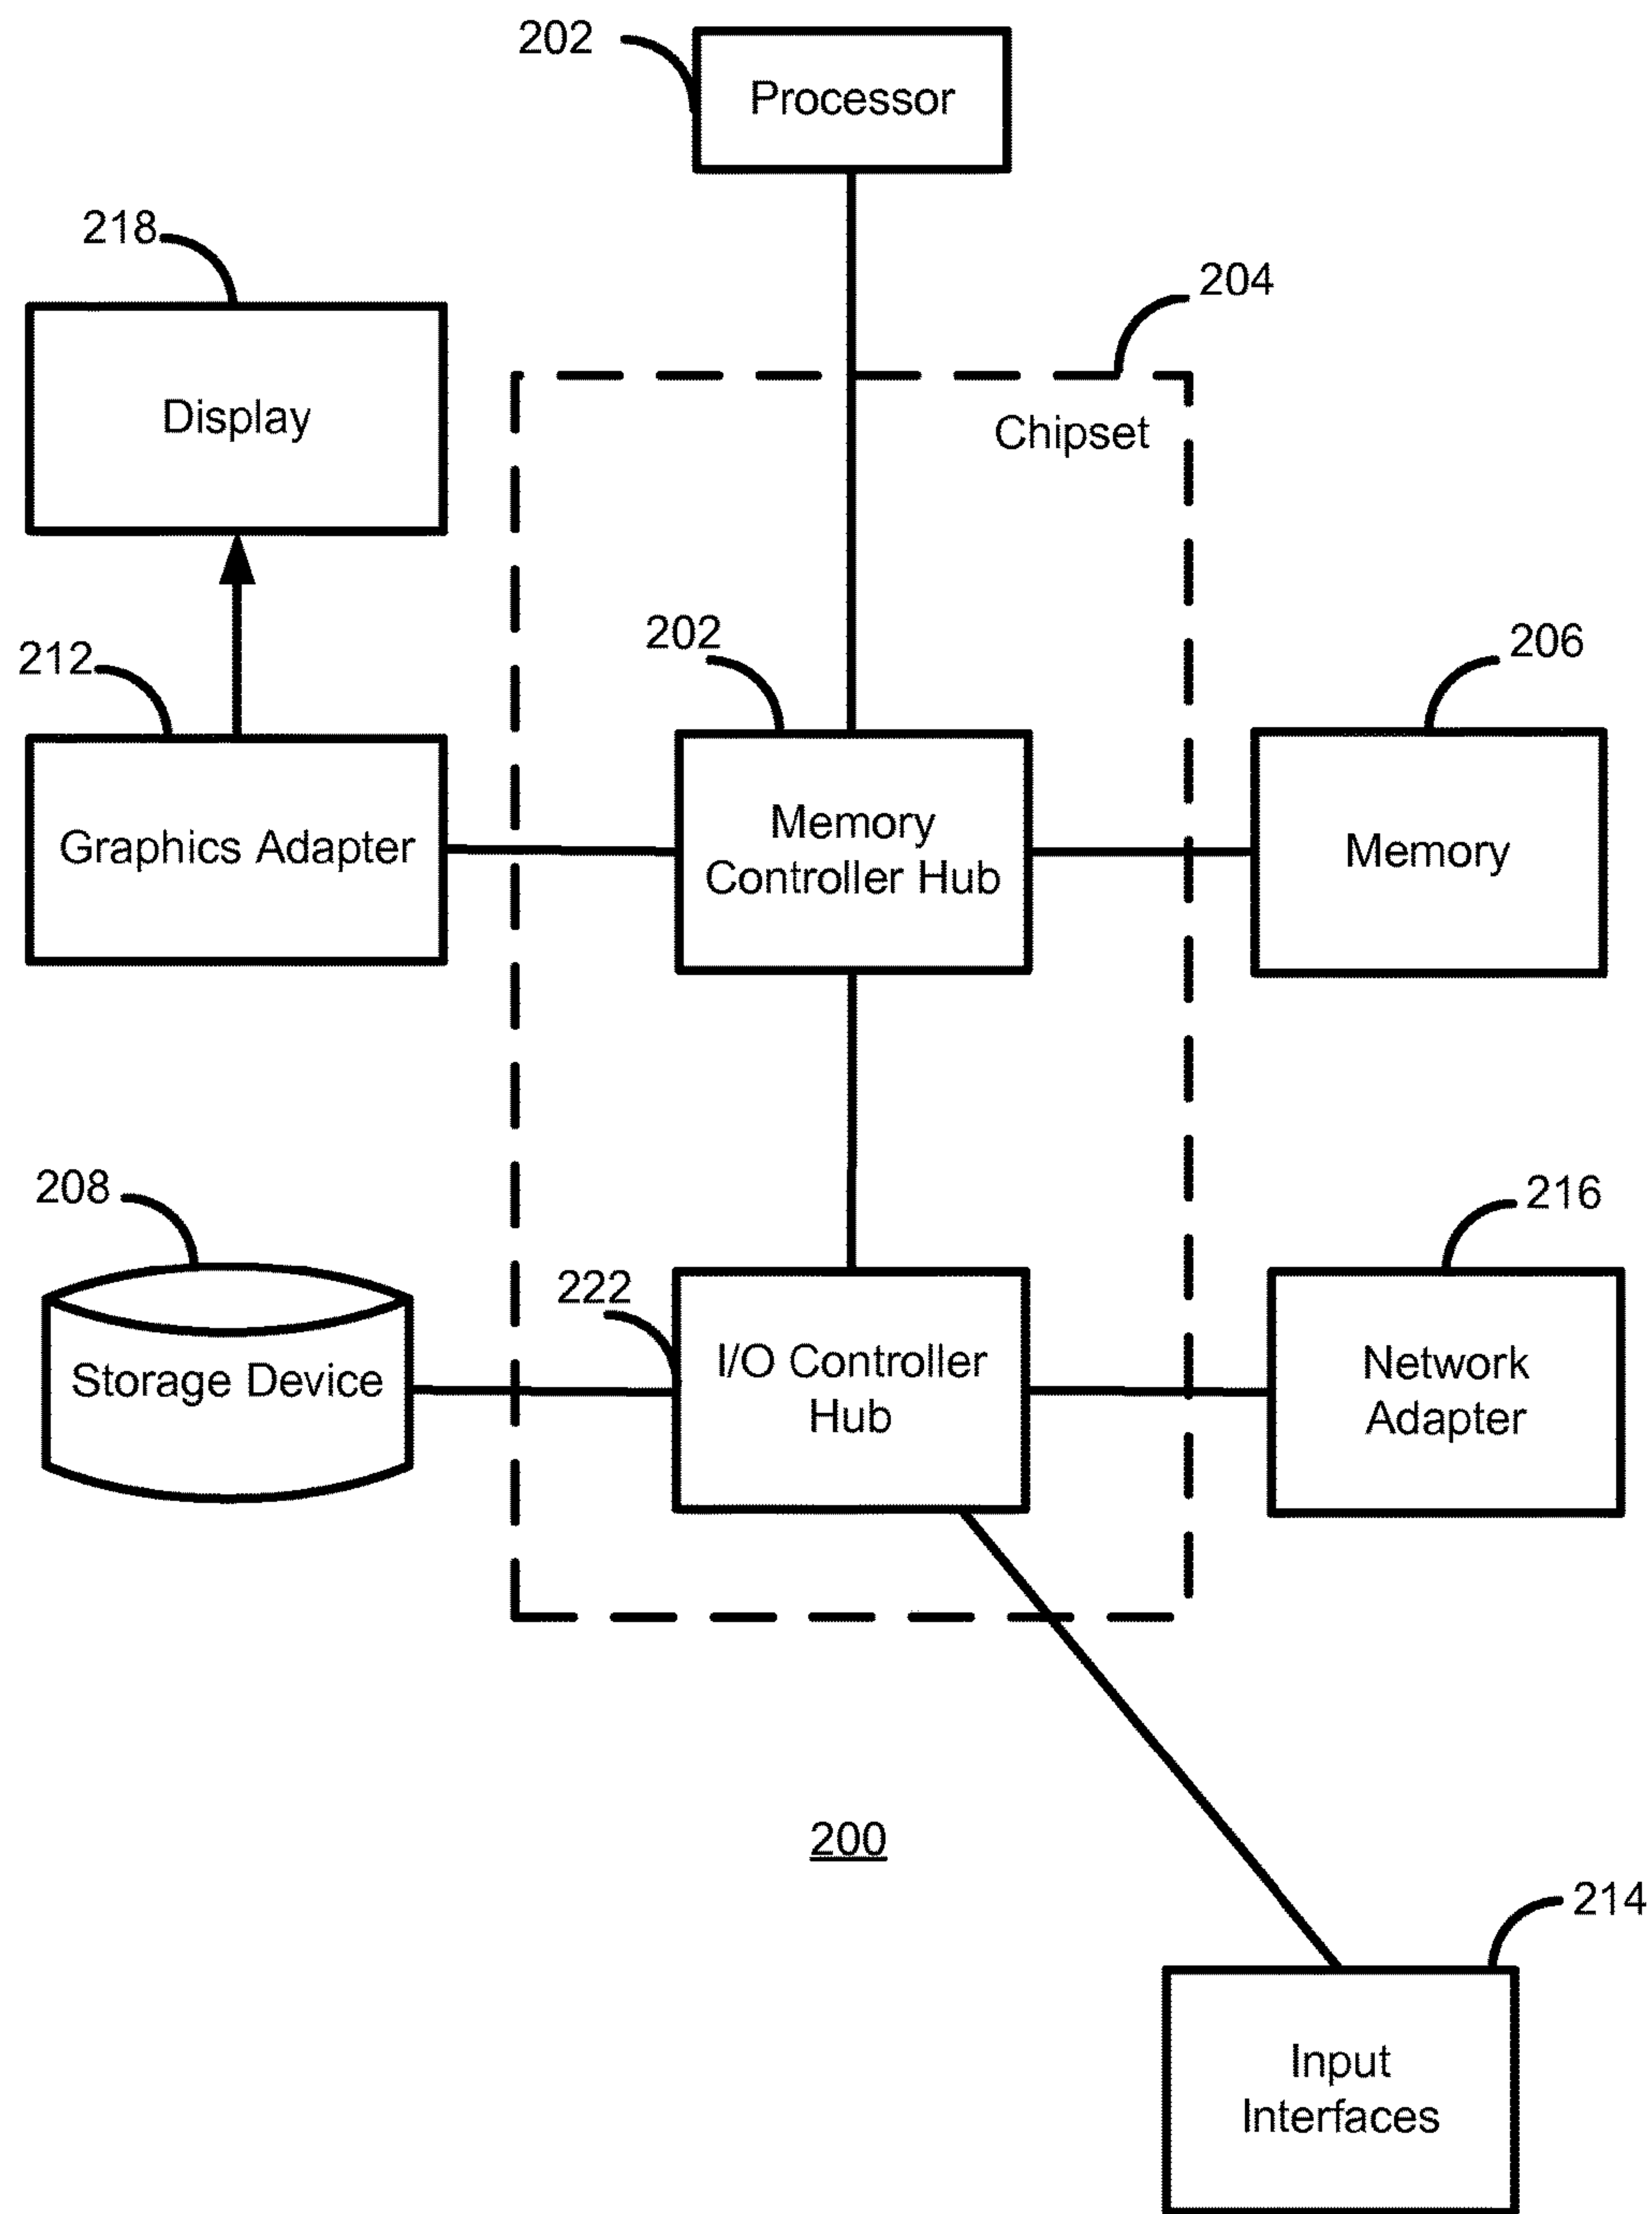 202
Processor
218
204
Display
Chipset
212
202
206
Graphics Adapter
Memory
Controller Hub
Memory
208
222
216
Storage Device
I/O Controller
Hub
Network
Adapter
200
214
Input
Interfaces